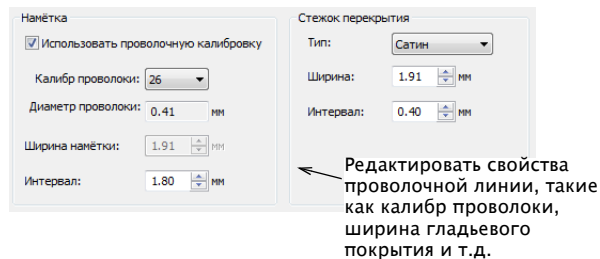 Намётка
Использовать проволочную калибровку
Калибр проволоки: 26
Диаметр проволоки: 0.41 мм
Ширина намётки: 1.91 мм
Интервал: 1.80 мм
Стежок перекрытия
Тип: Сатин
Ширина: 1.91 мм
Интервал: 0.40 мм
Редактировать свойства
проволочной линии, такие
как калибр проволоки,
ширина гладьевого
покрытия и т.д.